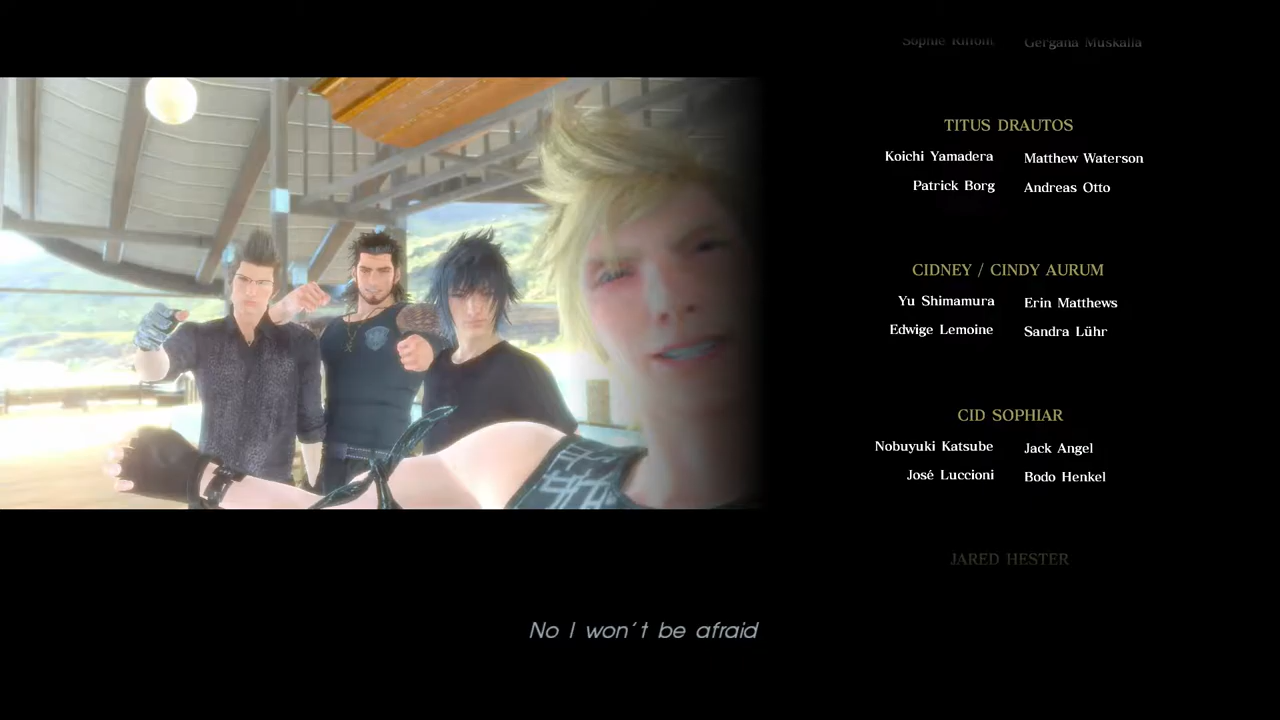 Sophie Riffont Gergana Muskalla
TITUS DRAUTOS
Koichi Yamadera Matthew Waterson
Patrick Borg Andreas Otto
CIDNEY / CINDY AURUM
Yu Shimamura Erin Matthews
Edwige Lemoine Sandra Lühr
CID SOPHIAR
Nobuyuki Katsube Jack Angel
José Luccioni Bodo Henkel
JARED HESTER
No I won't be afraid